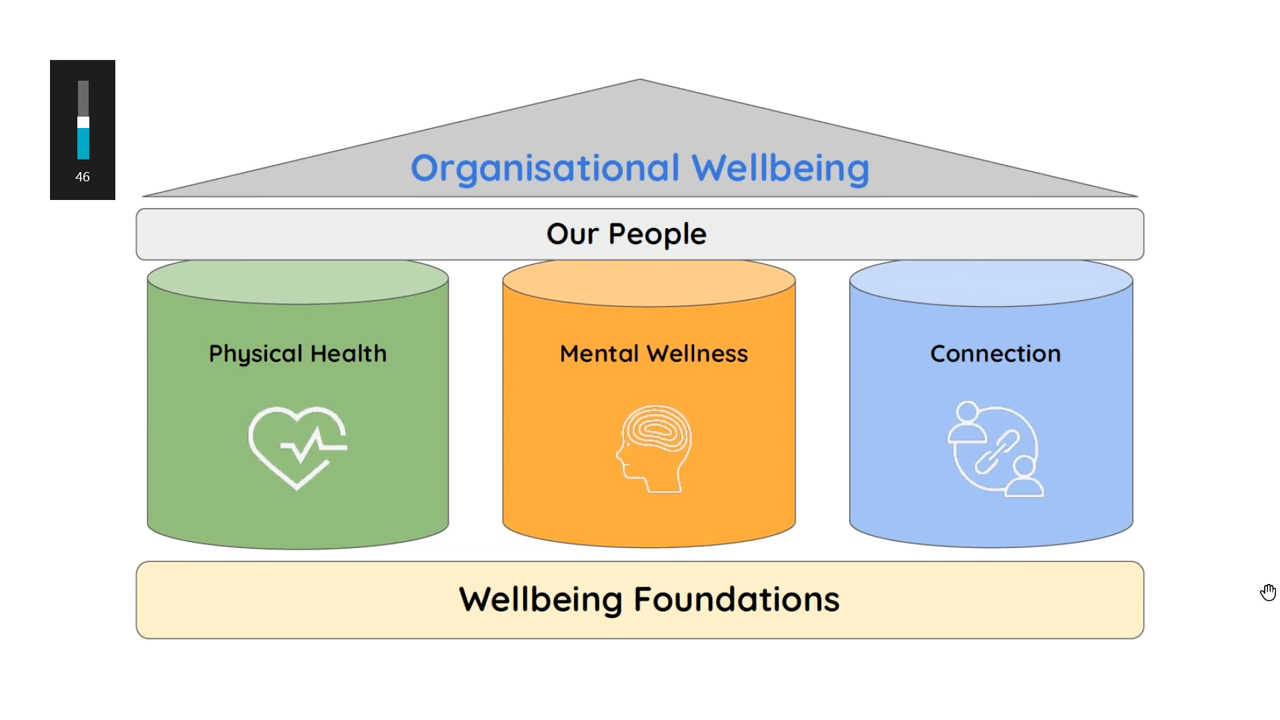 46
Organisational Wellbeing
Our People
Physical Health
Mental Wellness
Connection
Wellbeing Foundations